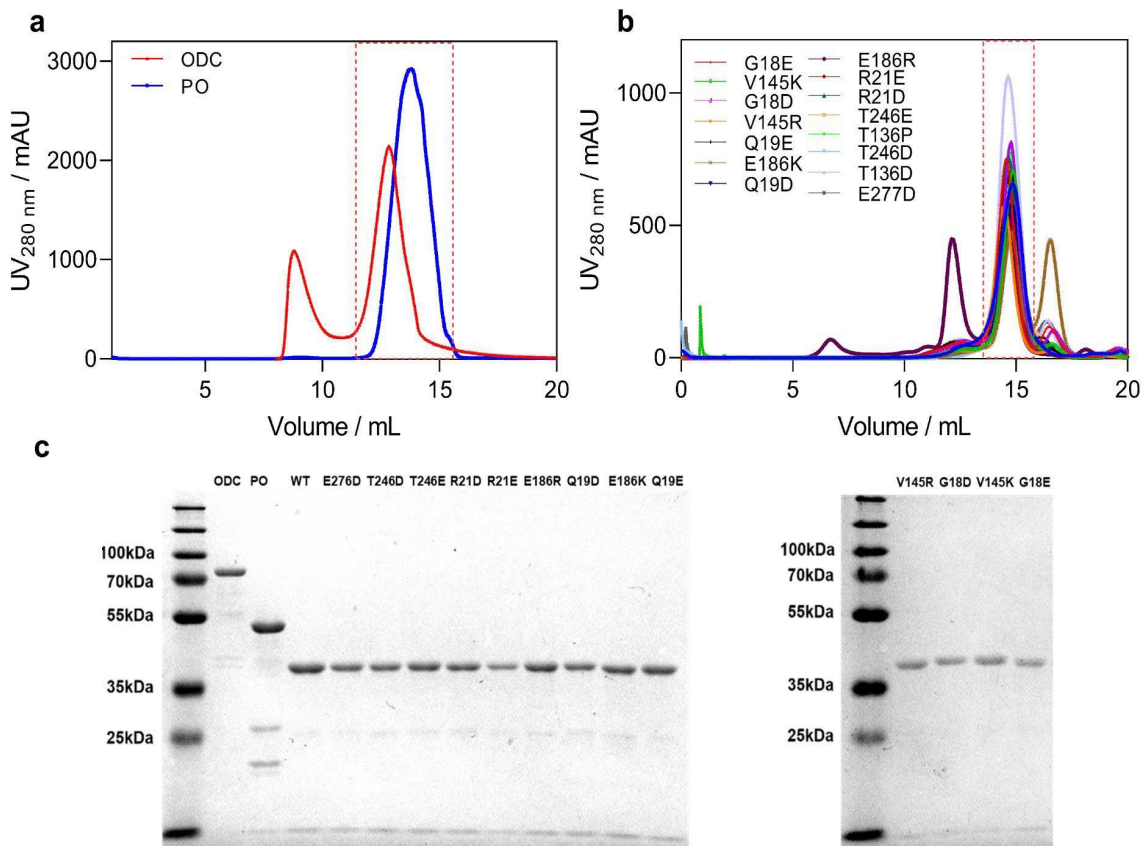 a
3000
2000
1000
0
5
10
15
20
UV280 nm / mAU
Volume / mL
ODC
PO
b
1000
500
0
0
5
10
15
20
UV280 nm / mAU
Volume / mL
G18E
V145K
G18D
V145R
Q19E
E186K
Q19D
E186R
R21E
R21D
T246E
T136P
T246D
T136D
E277D
c
ODC PO WT E276D T246D T246E R21D R21E E186R Q19D E186K Q19E
100kDa
70kDa
55kDa
35kDa
25kDa
V145R G18D V145K G18E
100kDa
70kDa
55kDa
35kDa
25kDa